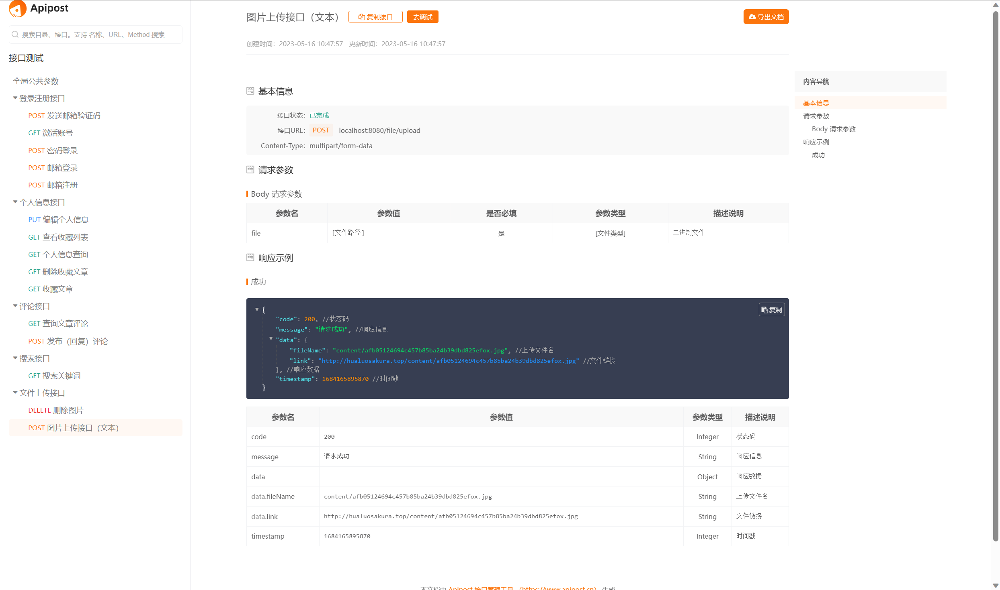 Apipost
搜索目录、接口。支持 名称、URL、Method 搜索
接口测试
全局公共参数
登录注册接口
POST 发送邮箱验证码
GET 激活账号
POST 密码登录
POST 邮箱登录
POST 邮箱注册
个人信息接口
PUT 编辑个人信息
GET 查看收藏列表
GET 个人信息查询
GET 删除收藏文章
GET 收藏文章
评论接口
GET 查询文章评论
POST 发布（回复）评论
搜索接口
GET 搜索关键词
文件上传接口
DELETE 删除图片
POST 图片上传接口（文本）
图片上传接口（文本） 复制接口 去调试 导出文档
创建时间：2023-05-16 10:47:57 更新时间：2023-05-16 10:47:57
基本信息
接口状态： 已完成
接口URL： POST localhost:8080/file/upload
Content-Type： multipart/form-data
请求参数
Body 请求参数
参数名 参数值 是否必填 参数类型 描述说明
file [文件路径] 是 [文件类型] 二进制文件
响应示例
成功
复制
{
"code": 200, //状态码
"message": "请求成功", //响应信息
"data": {
"fileName": "content/afb05124694c457b85ba24b39dbd825efox.jpg", //上传文件名
"link": "http://hualuosakura.top/content/afb05124694c457b85ba24b39dbd825efox.jpg" //文件链接
}, //响应数据
"timestamp": 1684165895870 //时间戳
}
参数名 参数值 参数类型 描述说明
code 200 Integer 状态码
message 请求成功 String 响应信息
data Object 响应数据
data.fileName content/afb05124694c457b85ba24b39dbd825efox.jpg String 上传文件名
data.link http://hualuosakura.top/content/afb05124694c457b85ba24b39dbd825efox.jpg String 文件链接
timestamp 1684165895870 Integer 时间戳
本文档由 Apipost 接口管理工具 （https://www.apipost.cn） 生成
内容导航
基本信息
请求参数
Body 请求参数
响应示例
成功